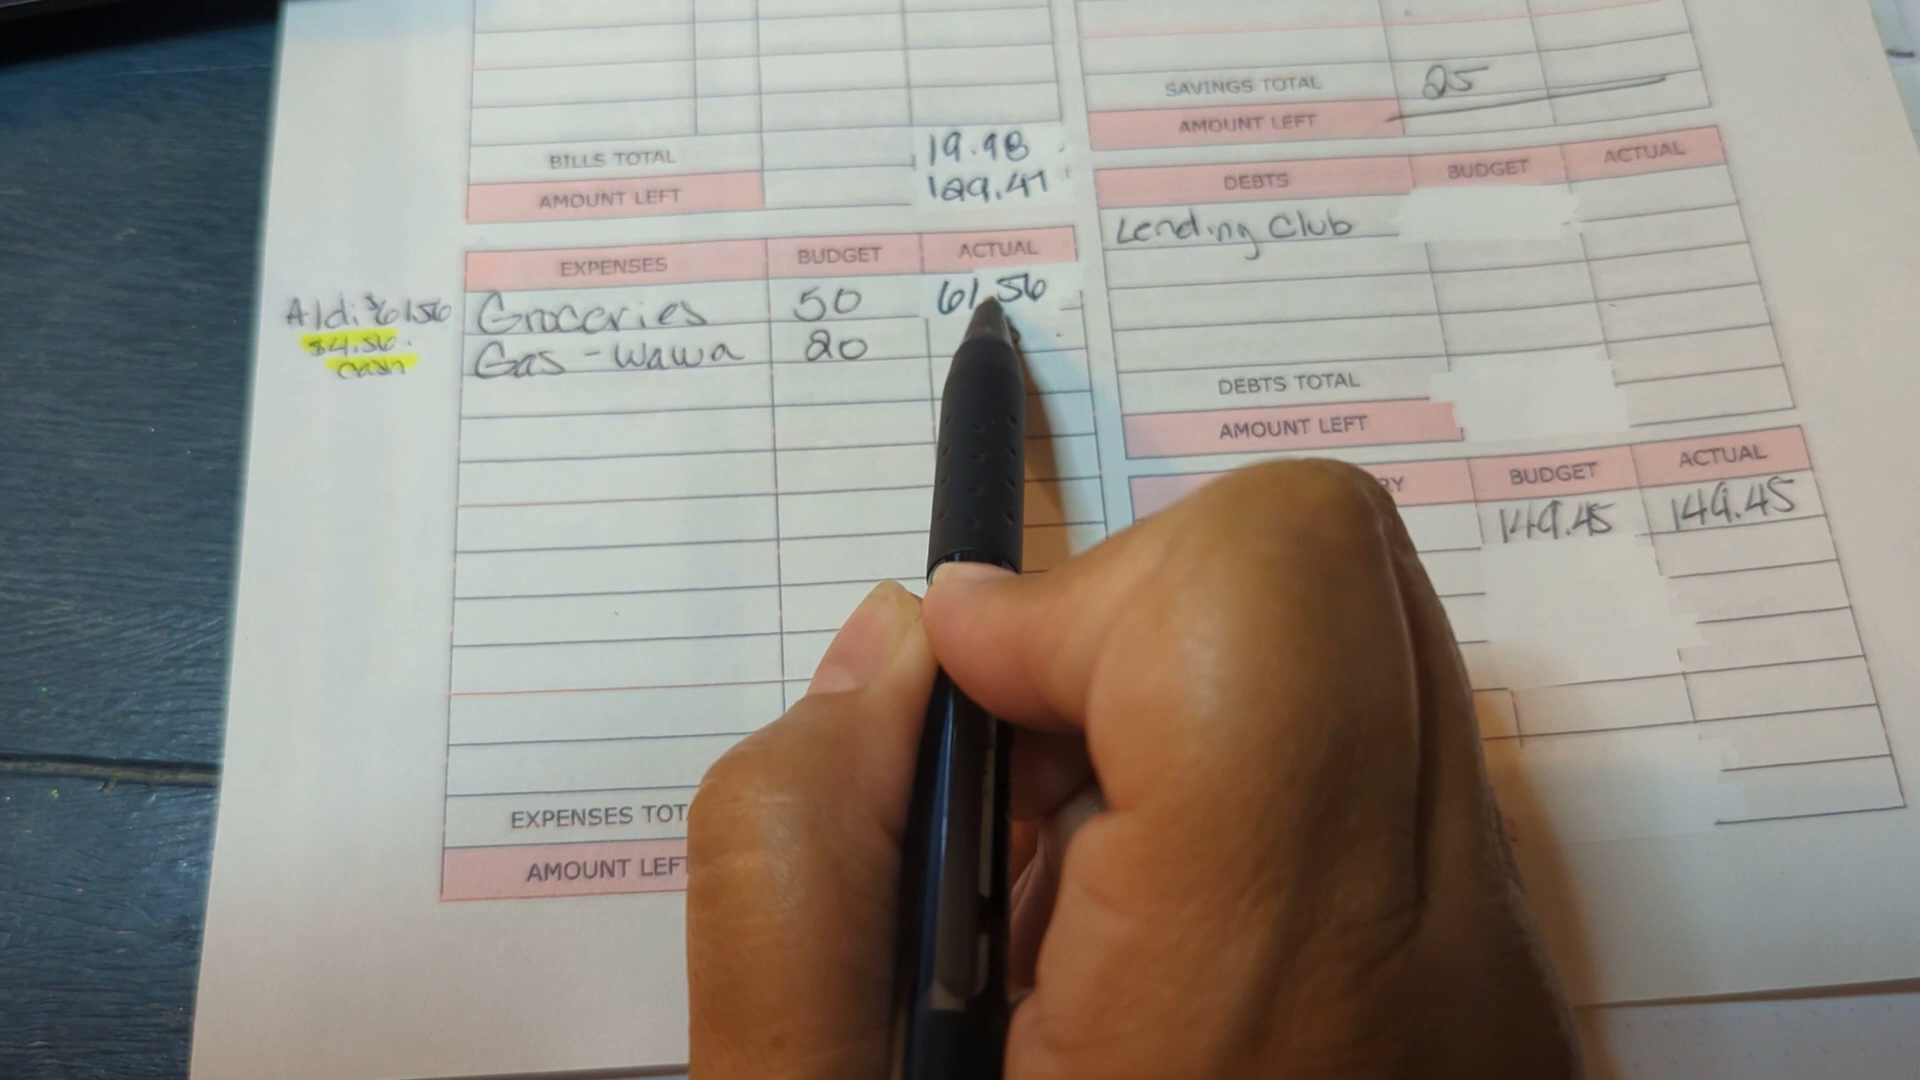 BILLS TOTAL 19.98
AMOUNT LEFT 129.47
EXPENSES BUDGET ACTUAL
Aldi $61.56 Groceries 50 61.56
$4.56.
cash
Gas - Wawa 20
EXPENSES TOT
AMOUNT LEFT
SAVINGS TOTAL 25
AMOUNT LEFT
DEBTS BUDGET ACTUAL
Lending Club
DEBTS TOTAL
AMOUNT LEFT
RY BUDGET ACTUAL
149.45 149.45